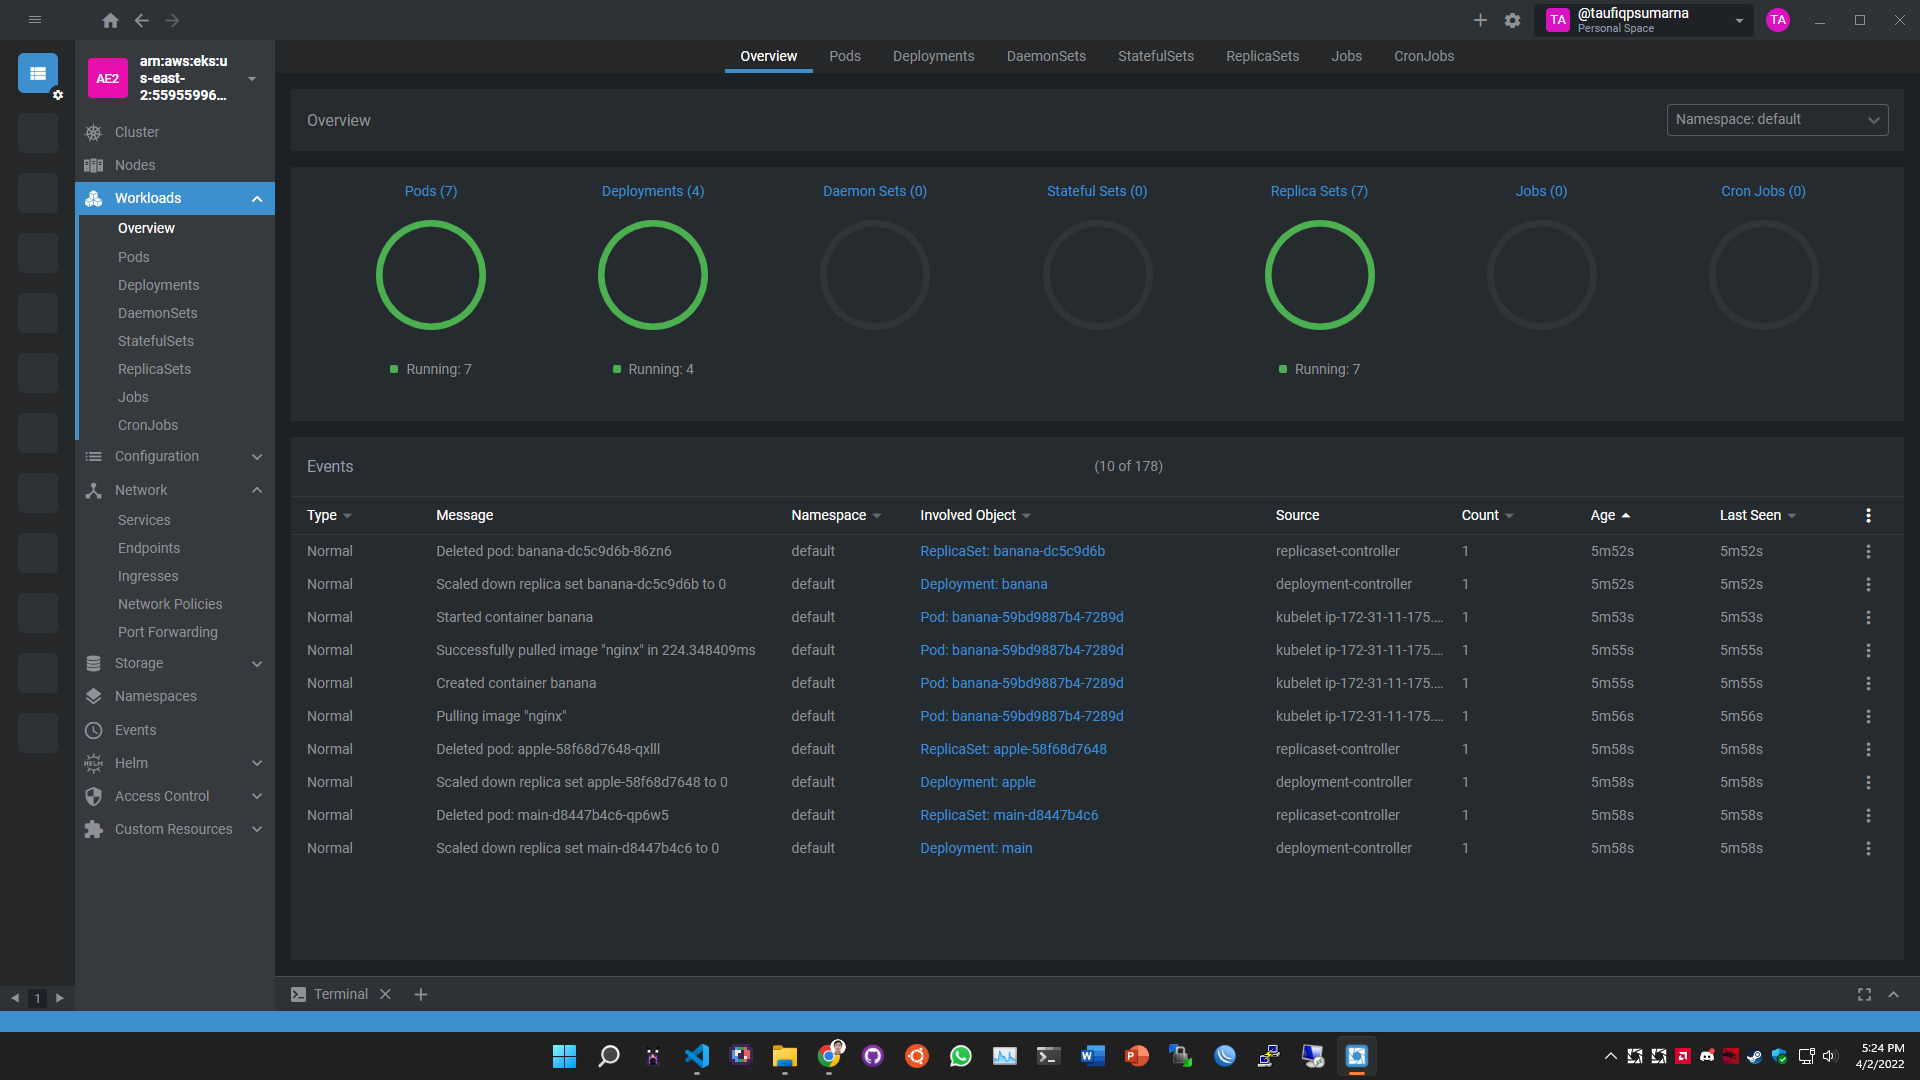 TA
@taufiqpsumarna
Personal Space
TA
AE2
arn:aws:eks:u
s-east-
2:55955996...
Overview
Pods
Deployments
DaemonSets
StatefulSets
ReplicaSets
Jobs
CronJobs
Cluster
Nodes
Workloads
Overview
Pods
Deployments
DaemonSets
StatefulSets
ReplicaSets
Jobs
CronJobs
Configuration
Network
Services
Endpoints
Ingresses
Network Policies
Port Forwarding
Storage
Namespaces
Events
HELM Helm
Access Control
Custom Resources
1
Overview
Namespace: default
Pods (7)
Deployments (4)
Daemon Sets (0)
Stateful Sets (0)
Replica Sets (7)
Jobs (0)
Cron Jobs (0)
Running: 7
Running: 4
Running: 7
Events
(10 of 178)
Type Message Namespace Involved Object Source Count Age Last Seen
Normal Deleted pod: banana-dc5c9d6b-86zn6 default ReplicaSet: banana-dc5c9d6b replicaset-controller 1 5m52s 5m52s
Normal Scaled down replica set banana-dc5c9d6b to 0 default Deployment: banana deployment-controller 1 5m52s 5m52s
Normal Started container banana default Pod: banana-59bd9887b4-7289d kubelet ip-172-31-11-175.... 1 5m53s 5m53s
Normal Successfully pulled image "nginx" in 224.348409ms default Pod: banana-59bd9887b4-7289d kubelet ip-172-31-11-175.... 1 5m55s 5m55s
Normal Created container banana default Pod: banana-59bd9887b4-7289d kubelet ip-172-31-11-175.... 1 5m55s 5m55s
Normal Pulling image "nginx" default Pod: banana-59bd9887b4-7289d kubelet ip-172-31-11-175.... 1 5m56s 5m56s
Normal Deleted pod: apple-58f68d7648-qxlll default ReplicaSet: apple-58f68d7648 replicaset-controller 1 5m58s 5m58s
Normal Scaled down replica set apple-58f68d7648 to 0 default Deployment: apple deployment-controller 1 5m58s 5m58s
Normal Deleted pod: main-d8447b4c6-qp6w5 default ReplicaSet: main-d8447b4c6 replicaset-controller 1 5m58s 5m58s
Normal Scaled down replica set main-d8447b4c6 to 0 default Deployment: main deployment-controller 1 5m58s 5m58s
Terminal
5:24 PM
4/2/2022